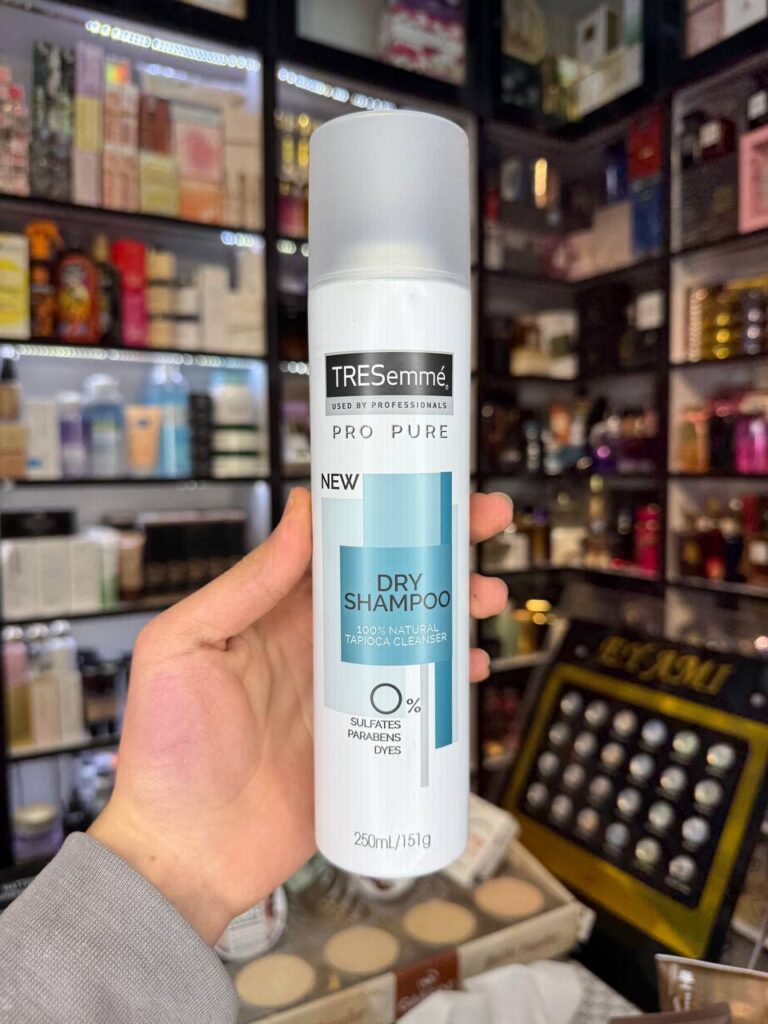 TRESemmé®
USED BY PROFESSIONALS
PRO PURE
NEW
DRY
SHAMPOO
100% NATURAL
TAPIOCA CLEANSER
0%
SULFATES
PARABENS
DYES
250mL/151g
EYAMI